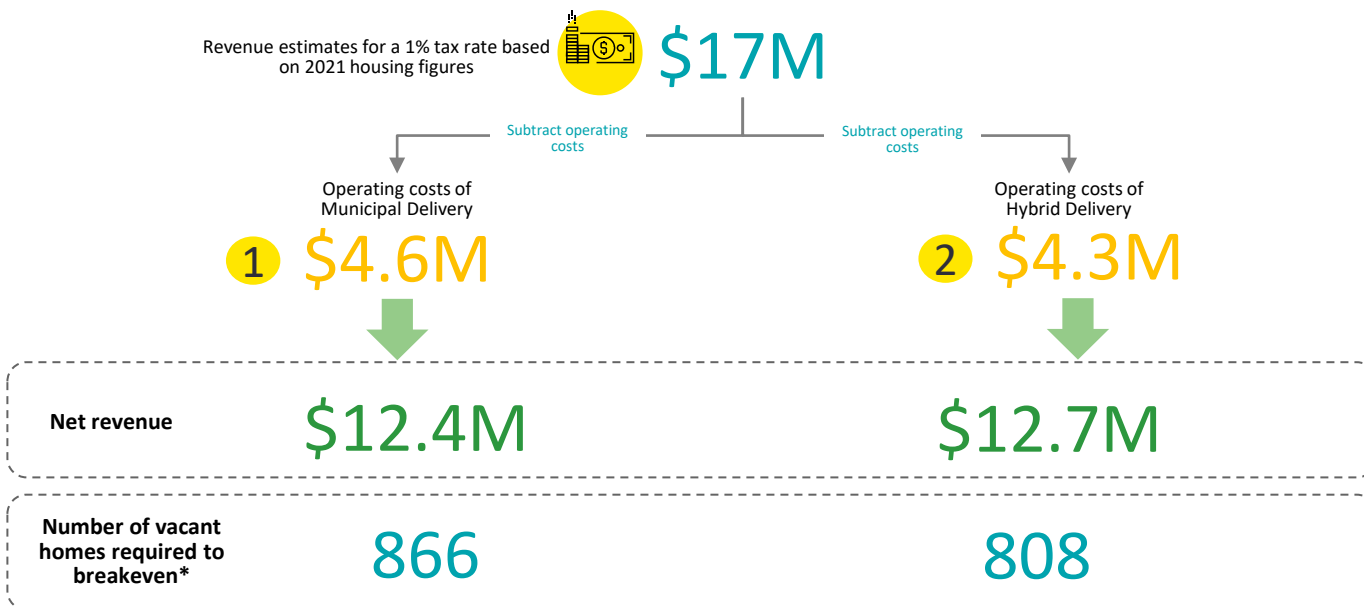 Revenue estimates for a 1% tax rate based
on 2021 housing figures
$17M
Subtract operating
costs
Subtract operating
costs
Operating costs of
Municipal Delivery
1 $4.6M
Operating costs of
Hybrid Delivery
2 $4.3M
Net revenue
$12.4M
$12.7M
Number of vacant
homes required to
breakeven*
866
808